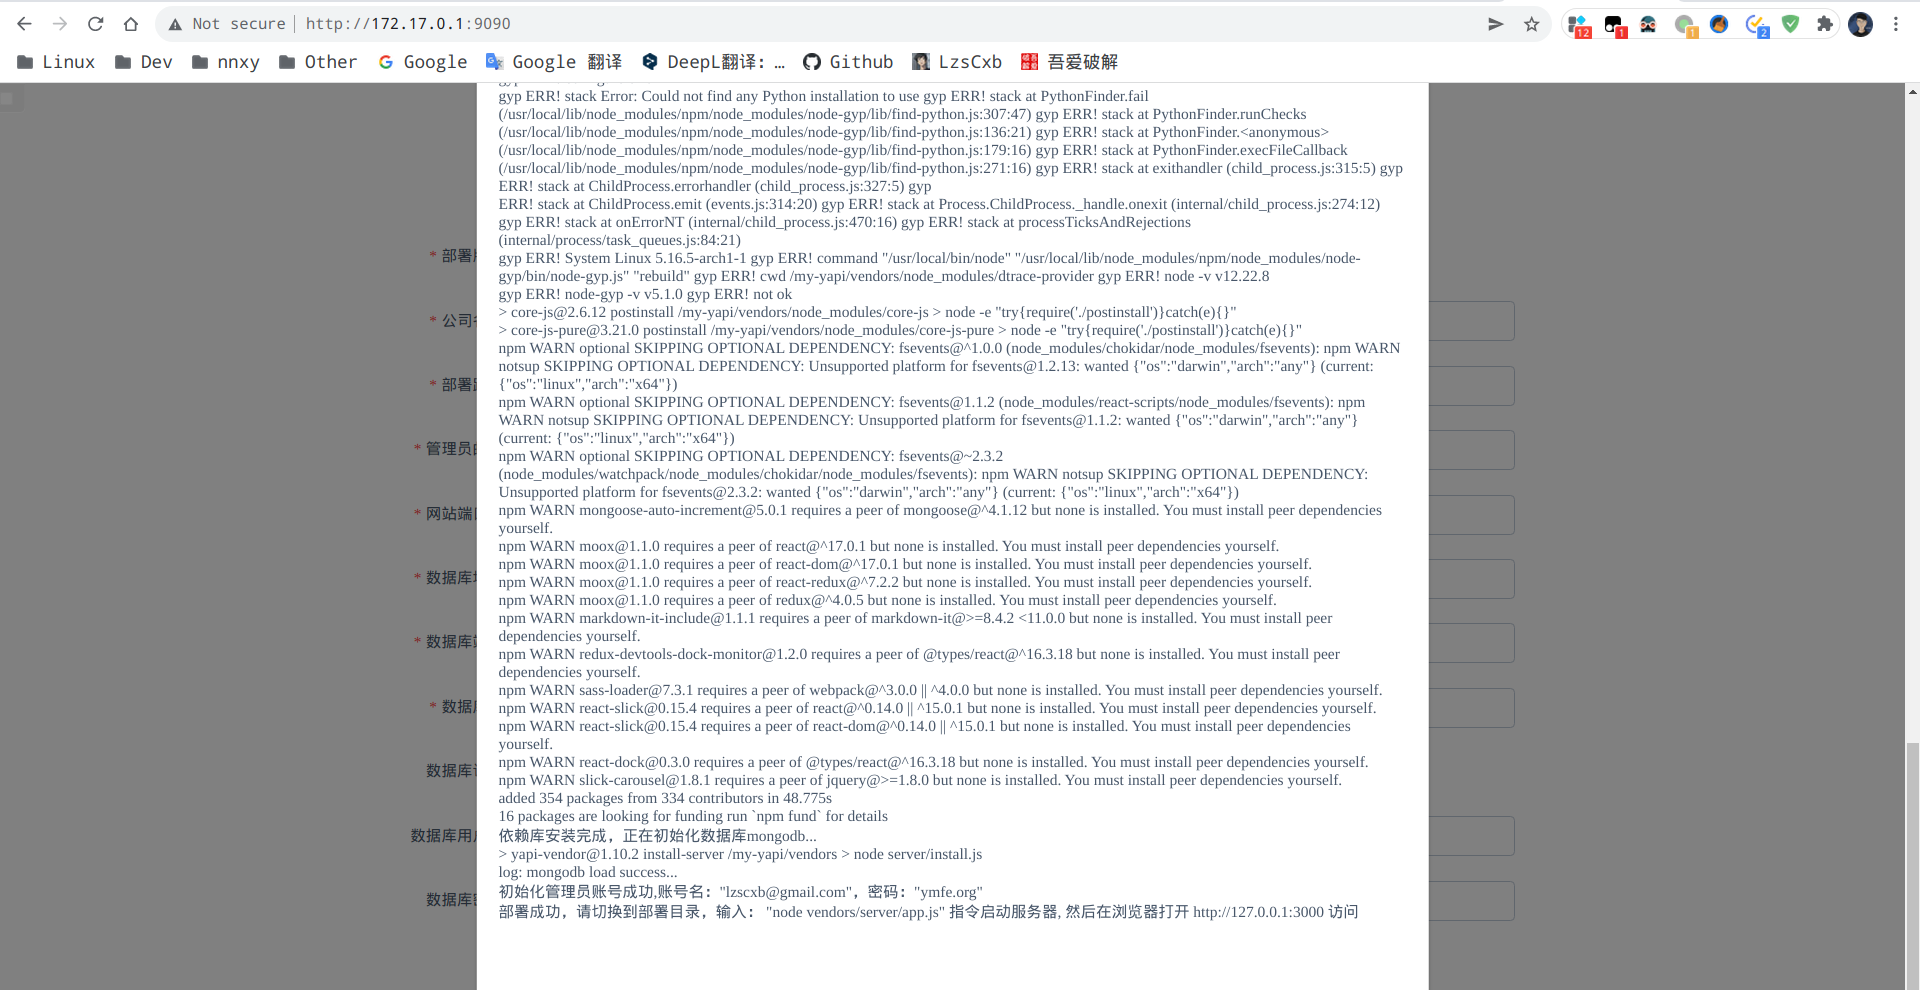 Not secure http://172.17.0.1:9090
12 1 1 2
Linux Dev nnxy Other Google Google 翻译 DeepL翻译: ... Github LzsCxb 吾爱破解
gyp ERR! stack Error: Could not find any Python installation to use gyp ERR! stack at PythonFinder.fail
(/usr/local/lib/node_modules/npm/node_modules/node-gyp/lib/find-python.js:307:47) gyp ERR! stack at PythonFinder.runChecks
(/usr/local/lib/node_modules/npm/node_modules/node-gyp/lib/find-python.js:136:21) gyp ERR! stack at PythonFinder.<anonymous>
(/usr/local/lib/node_modules/npm/node_modules/node-gyp/lib/find-python.js:179:16) gyp ERR! stack at PythonFinder.execFileCallback
(/usr/local/lib/node_modules/npm/node_modules/node-gyp/lib/find-python.js:271:16) gyp ERR! stack at exithandler (child_process.js:315:5) gyp
ERR! stack at ChildProcess.errorhandler (child_process.js:327:5) gyp
ERR! stack at ChildProcess.emit (events.js:314:20) gyp ERR! stack at Process.ChildProcess._handle.onexit (internal/child_process.js:274:12)
gyp ERR! stack at onErrorNT (internal/child_process.js:470:16) gyp ERR! stack at processTicksAndRejections
(internal/process/task_queues.js:84:21)
* 部署
gyp ERR! System Linux 5.16.5-arch1-1 gyp ERR! command "/usr/local/bin/node" "/usr/local/lib/node_modules/npm/node_modules/node-
gyp/bin/node-gyp.js" "rebuild" gyp ERR! cwd /my-yapi/vendors/node_modules/dtrace-provider gyp ERR! node -v v12.22.8
gyp ERR! node-gyp -v v5.1.0 gyp ERR! not ok
> core-js@2.6.12 postinstall /my-yapi/vendors/node_modules/core-js > node -e "try{require('./postinstall')}catch(e){}"
* 公司
> core-js-pure@3.21.0 postinstall /my-yapi/vendors/node_modules/core-js-pure > node -e "try{require('./postinstall')}catch(e){}"
npm WARN optional SKIPPING OPTIONAL DEPENDENCY: fsevents@^1.0.0 (node_modules/chokidar/node_modules/fsevents): npm WARN
notsup SKIPPING OPTIONAL DEPENDENCY: Unsupported platform for fsevents@1.2.13: wanted {"os":"darwin","arch":"any"} (current:
{"os":"linux","arch":"x64"})
* 部署
npm WARN optional SKIPPING OPTIONAL DEPENDENCY: fsevents@1.1.2 (node_modules/react-scripts/node_modules/fsevents): npm
WARN notsup SKIPPING OPTIONAL DEPENDENCY: Unsupported platform for fsevents@1.1.2: wanted {"os":"darwin","arch":"any"}
(current: {"os":"linux","arch":"x64"})
* 管理员
npm WARN optional SKIPPING OPTIONAL DEPENDENCY: fsevents@~2.3.2
(node_modules/watchpack/node_modules/chokidar/node_modules/fsevents): npm WARN notsup SKIPPING OPTIONAL DEPENDENCY:
Unsupported platform for fsevents@2.3.2: wanted {"os":"darwin","arch":"any"} (current: {"os":"linux","arch":"x64"})
npm WARN mongoose-auto-increment@5.0.1 requires a peer of mongoose@^4.1.12 but none is installed. You must install peer dependencies
* 网站端
yourself.
npm WARN moox@1.1.0 requires a peer of react@^17.0.1 but none is installed. You must install peer dependencies yourself.
npm WARN moox@1.1.0 requires a peer of react-dom@^17.0.1 but none is installed. You must install peer dependencies yourself.
* 数据库
npm WARN moox@1.1.0 requires a peer of react-redux@^7.2.2 but none is installed. You must install peer dependencies yourself.
npm WARN moox@1.1.0 requires a peer of redux@^4.0.5 but none is installed. You must install peer dependencies yourself.
npm WARN markdown-it-include@1.1.1 requires a peer of markdown-it@>=8.4.2 <11.0.0 but none is installed. You must install peer
dependencies yourself.
* 数据库
npm WARN redux-devtools-dock-monitor@1.2.0 requires a peer of @types/react@^16.3.18 but none is installed. You must install peer
dependencies yourself.
npm WARN sass-loader@7.3.1 requires a peer of webpack@^3.0.0 || ^4.0.0 but none is installed. You must install peer dependencies yourself.
* 数据
npm WARN react-slick@0.15.4 requires a peer of react@^0.14.0 || ^15.0.1 but none is installed. You must install peer dependencies yourself.
npm WARN react-slick@0.15.4 requires a peer of react-dom@^0.14.0 || ^15.0.1 but none is installed. You must install peer dependencies
yourself.
npm WARN react-dock@0.3.0 requires a peer of @types/react@^16.3.18 but none is installed. You must install peer dependencies yourself.
数据库
npm WARN slick-carousel@1.8.1 requires a peer of jquery@>=1.8.0 but none is installed. You must install peer dependencies yourself.
added 354 packages from 334 contributors in 48.775s
16 packages are looking for funding run `npm fund` for details
数据库用
依赖库安装完成，正在初始化数据库mongodb...
> yapi-vendor@1.10.2 install-server /my-yapi/vendors > node server/install.js
log: mongodb load success...
初始化管理员账号成功,账号名："lzscxb@gmail.com"，密码："ymfe.org"
数据库
部署成功，请切换到部署目录，输入： "node vendors/server/app.js" 指令启动服务器, 然后在浏览器打开 http://127.0.0.1:3000 访问